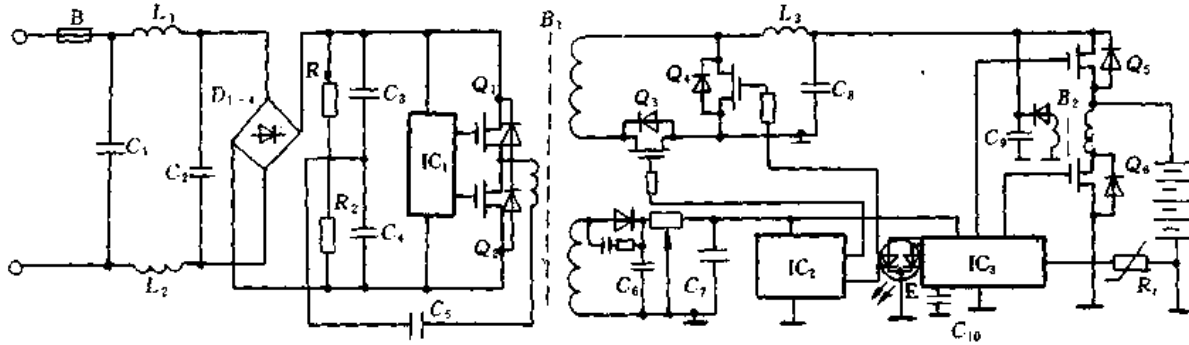 B
L₁
B₁
L₃
R
Q₁
Q₄
Q₅
D₁₋₄
C₃
C₈
B₂
Q₃
C₁
IC₁
C₉
C₂
Q₆
R₂
C₄
Q₂
IC₂
IC₃
L₂
C₆
C₇
E
Rₜ
C₅
C₁₀